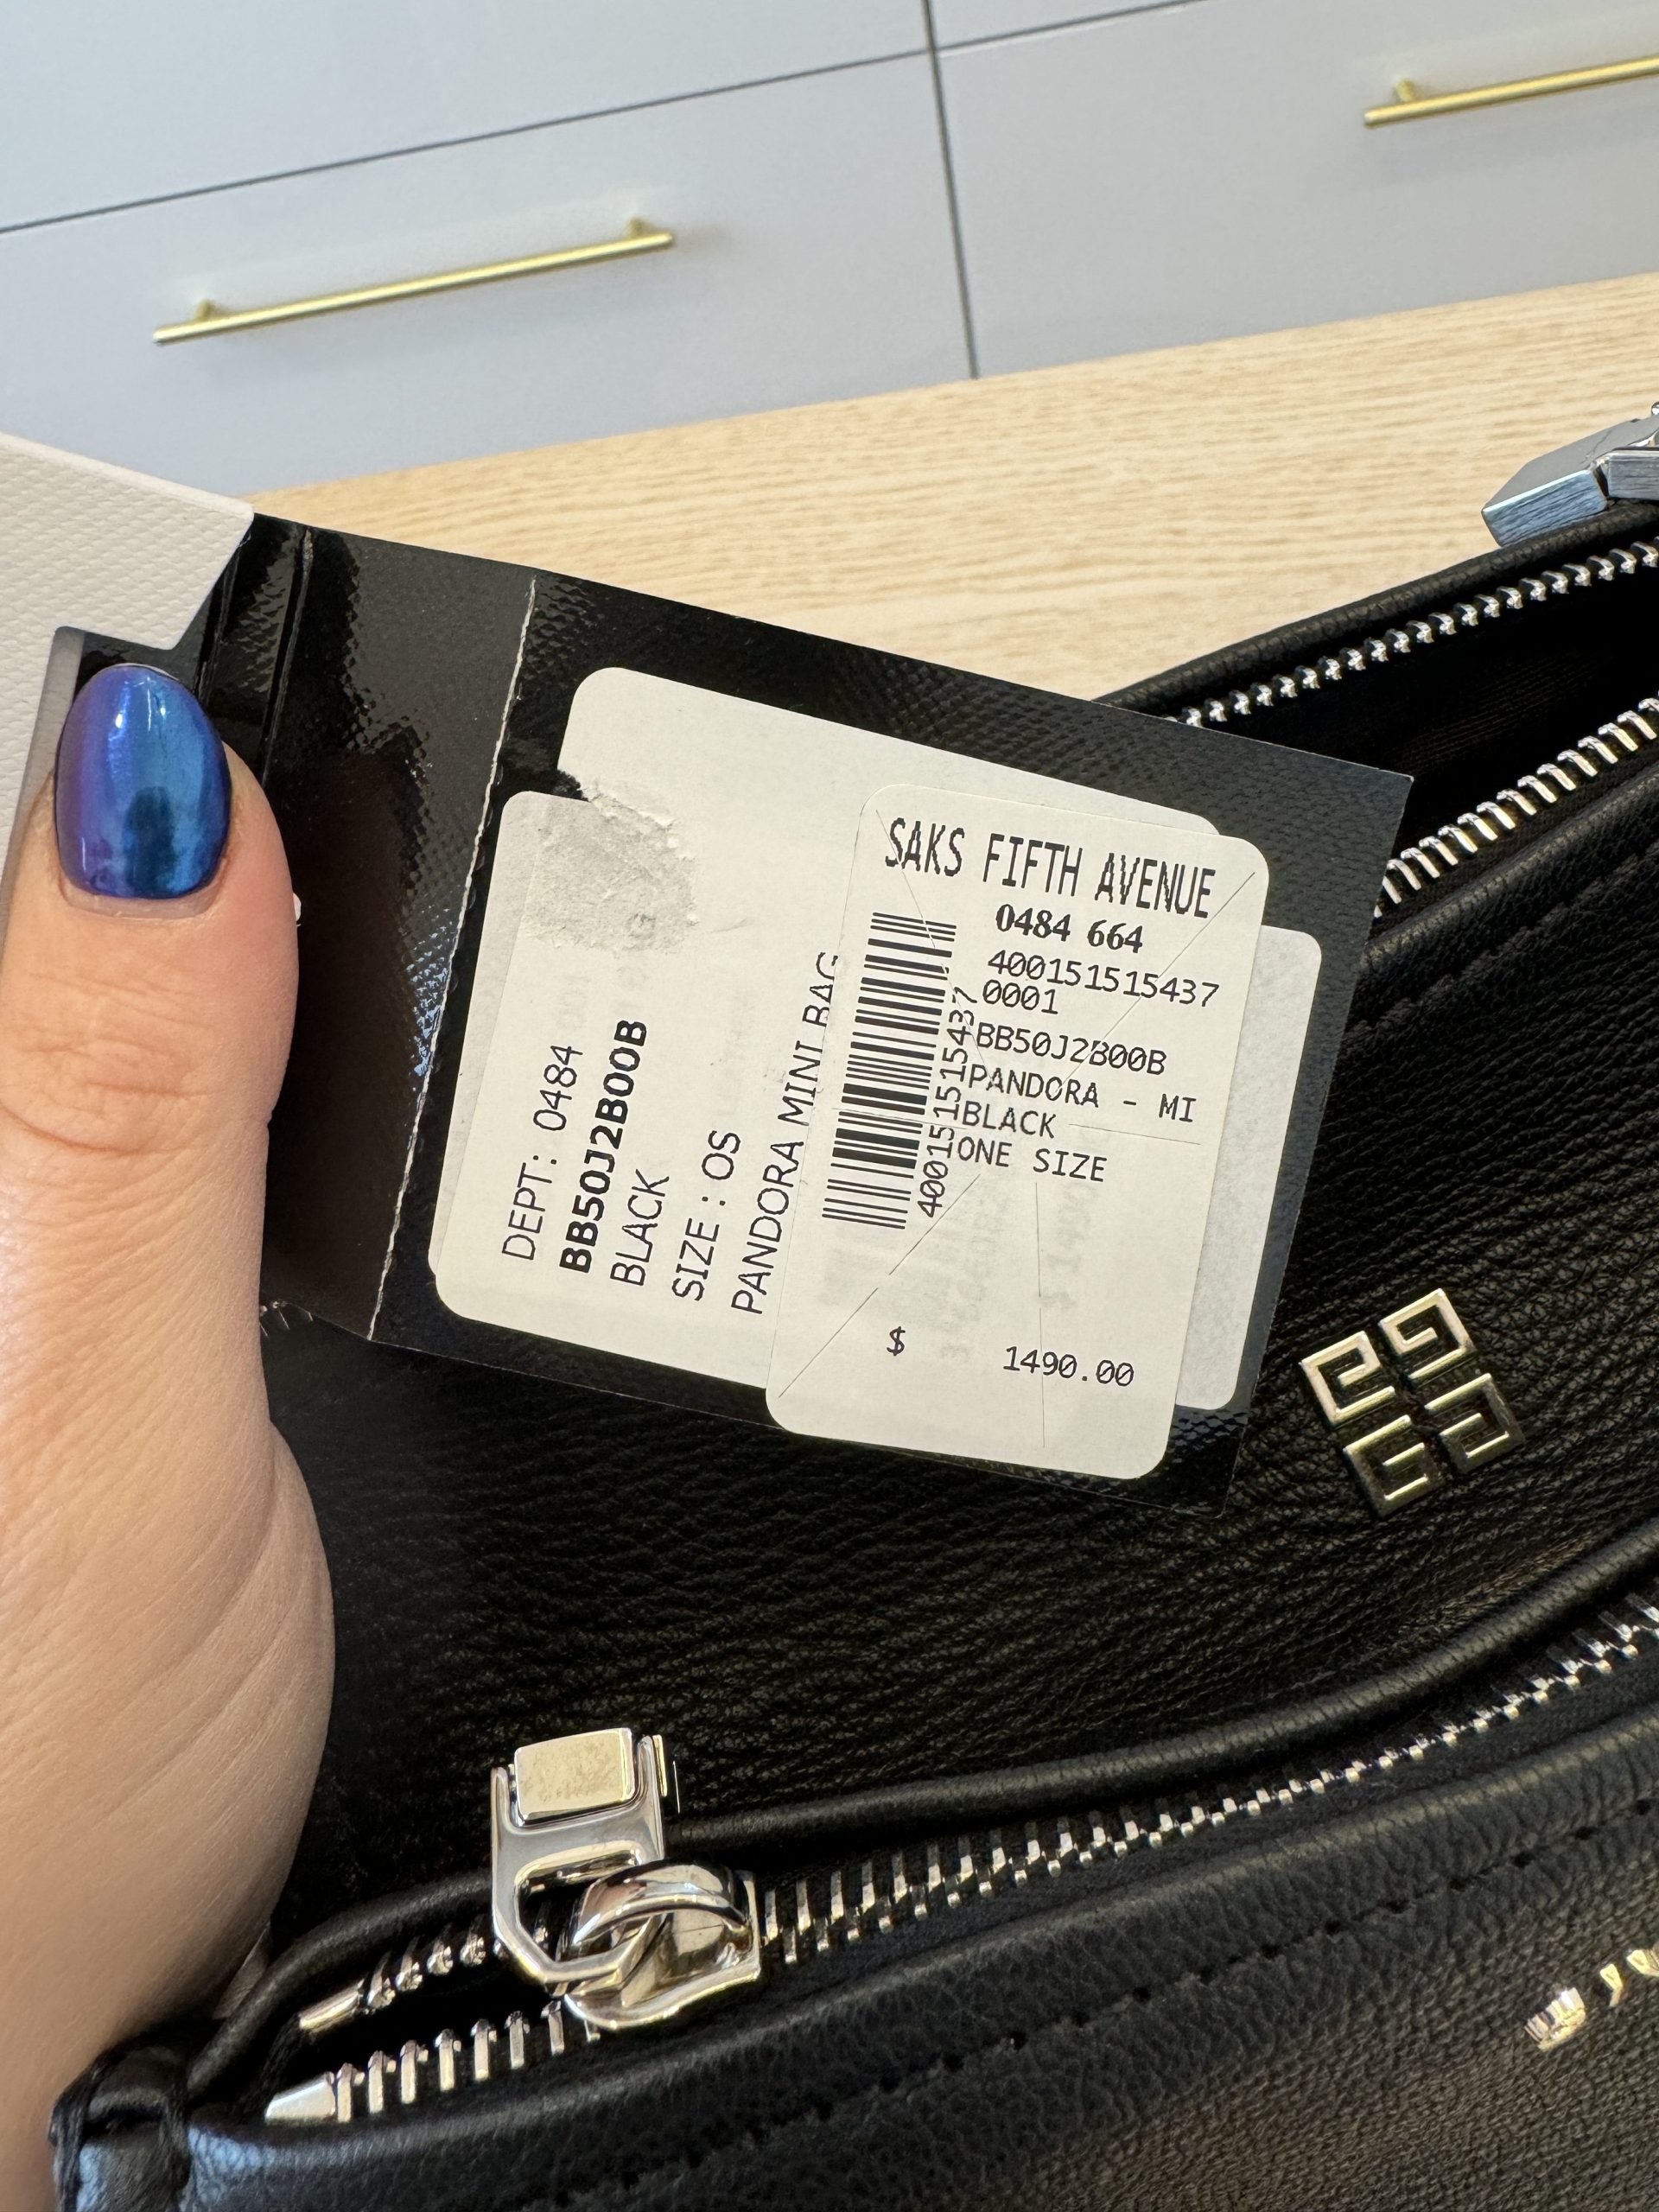 SAKS FIFTH AVENUE
0484 664
400151515437
0001
BB50J2B00B
PANDORA - MI
BLACK
ONE SIZE
400151515437
$ 1490.00
DEPT: 0484
BB50J2B00B
BLACK
SIZE : OS
PANDORA MINI BAG